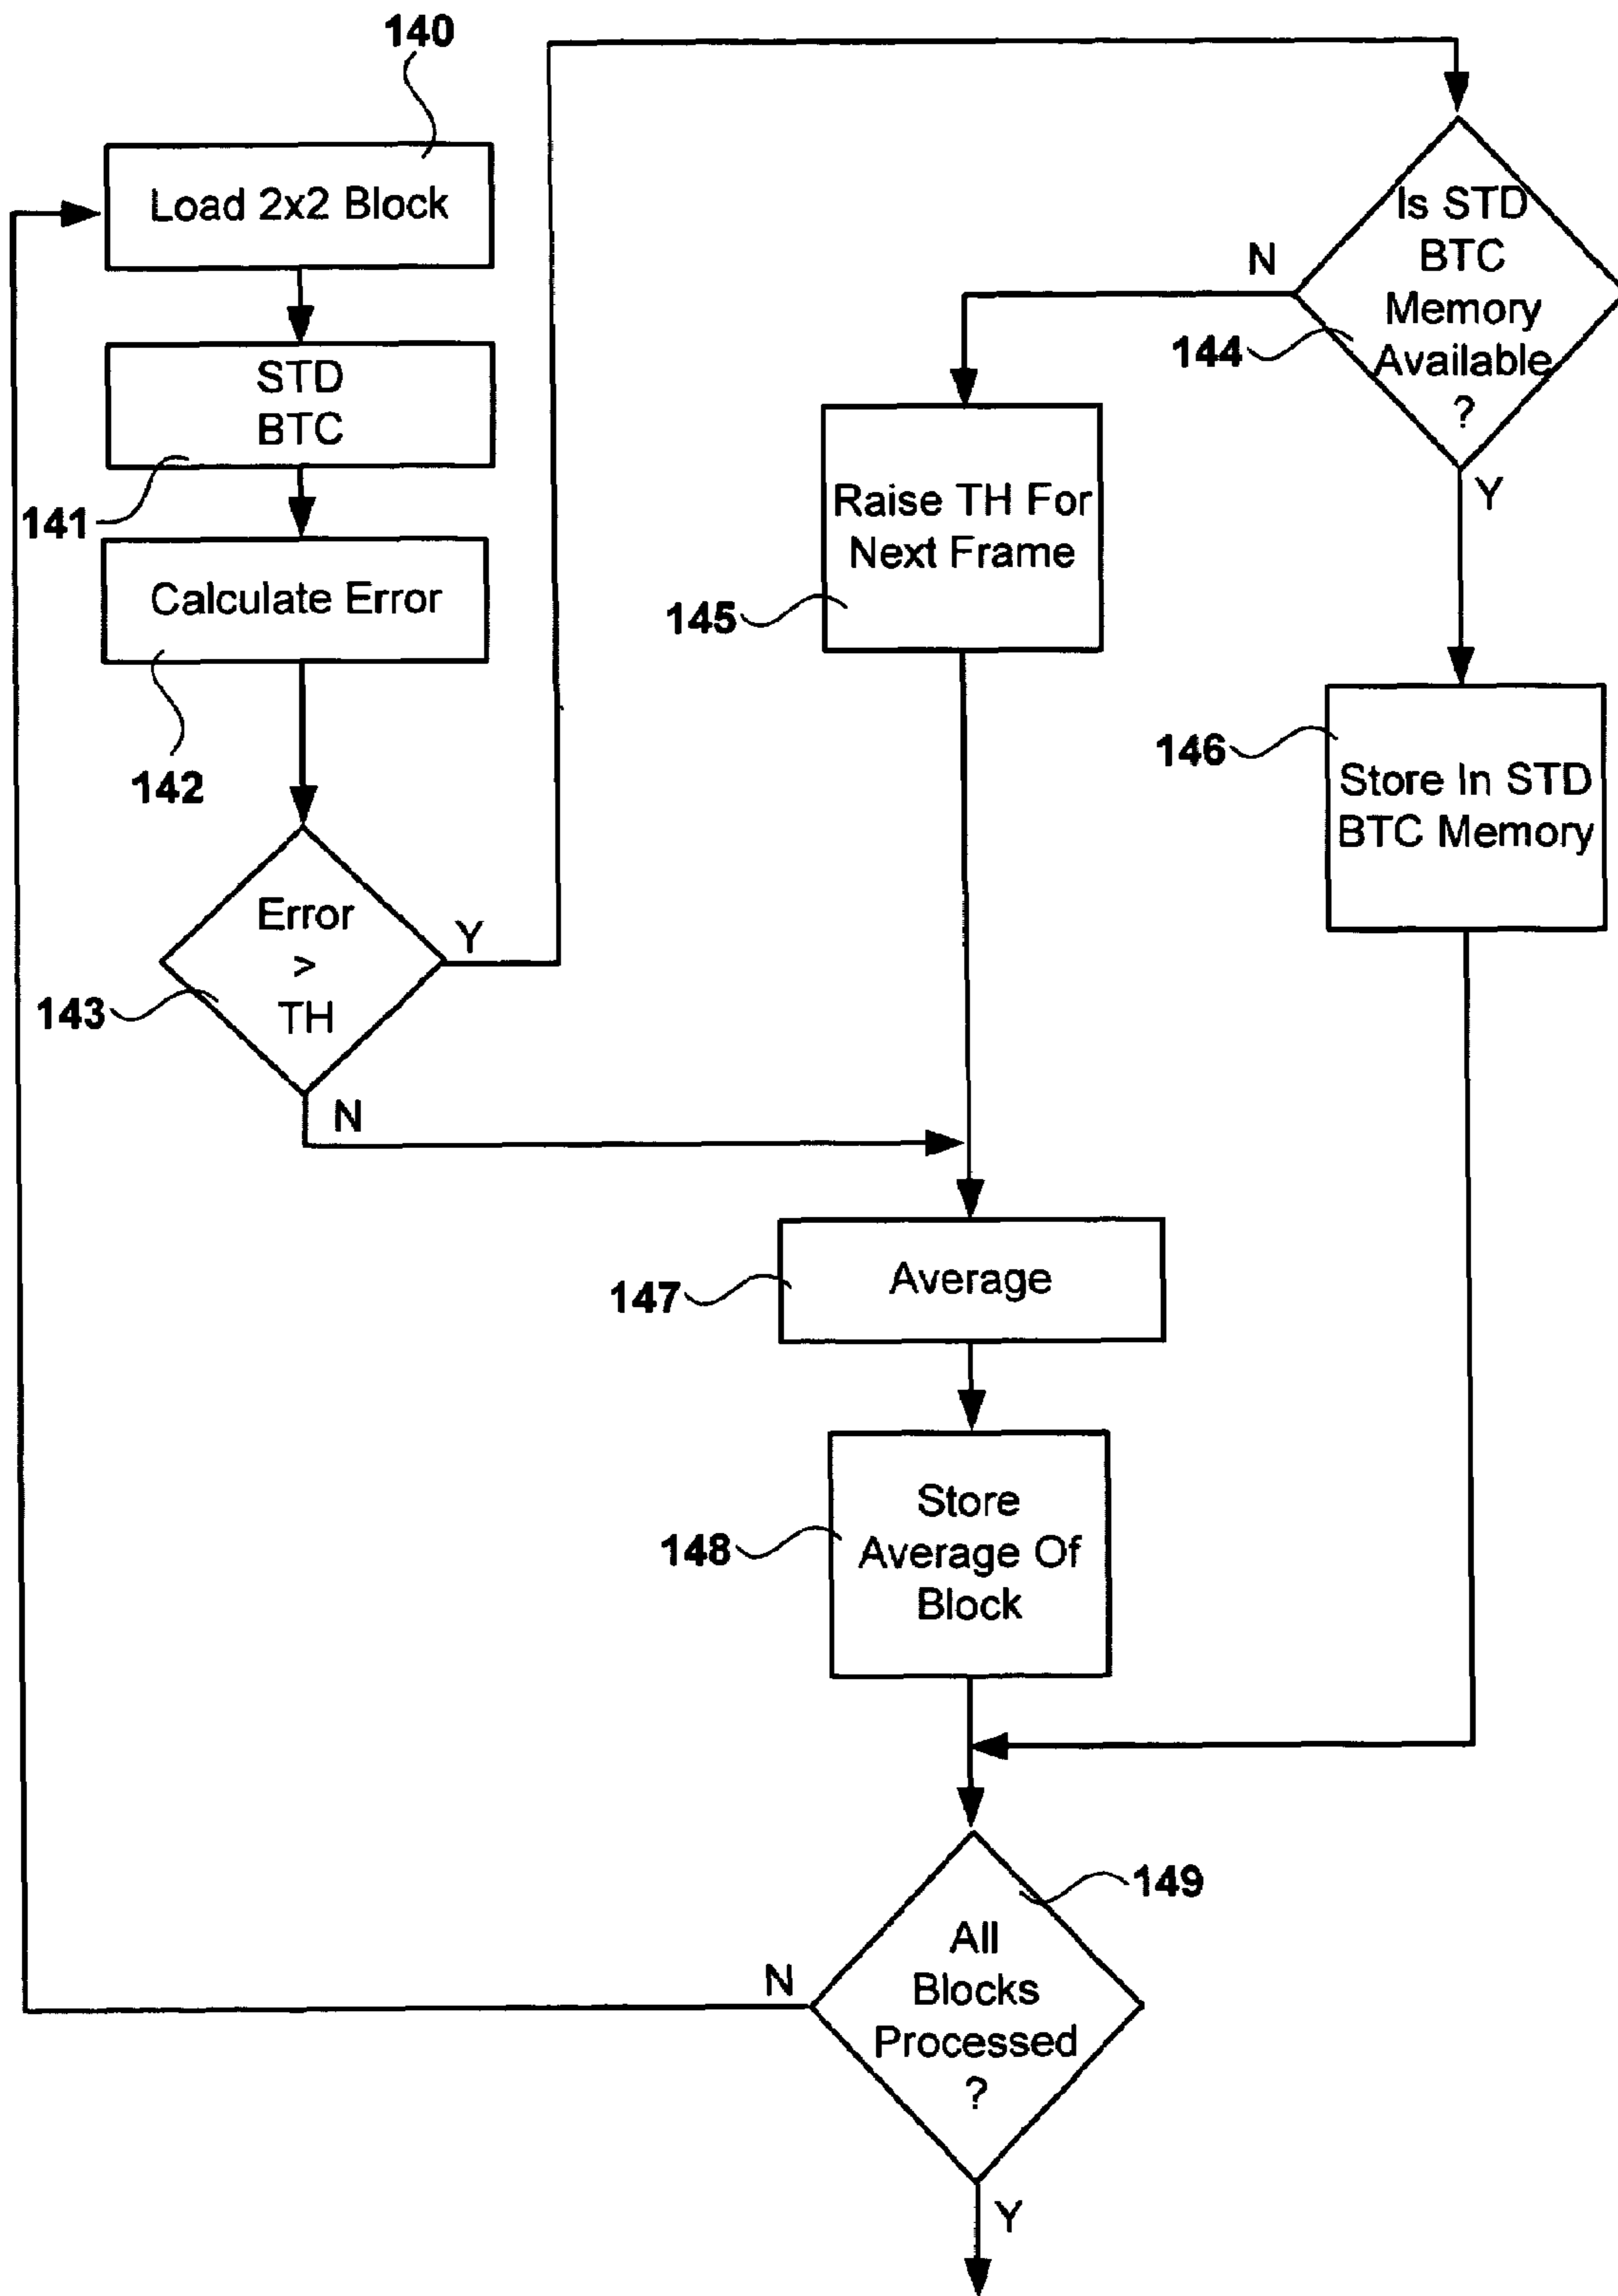 140
Load 2x2 Block
STD
BTC
141
Calculate Error
142
Error
>
TH
143
Y
N
Is STD
BTC
Memory
Available
?
144
N
Y
Raise TH For
Next Frame
145
146
Store In STD
BTC Memory
Average
147
Store
Average Of
Block
148
149
All
Blocks
Processed
?
N
Y